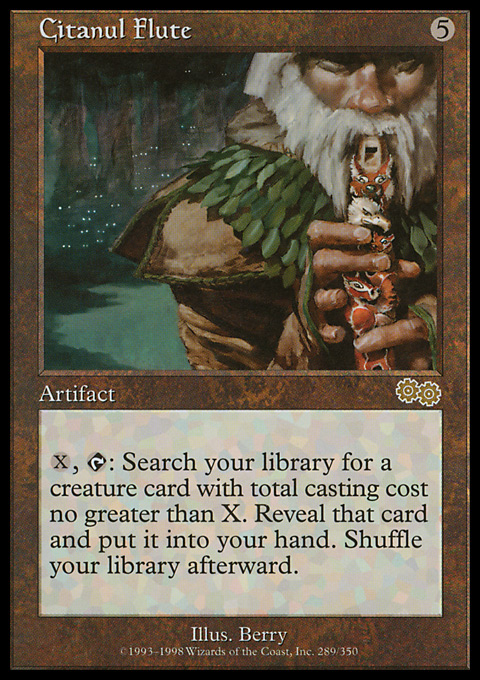 Citanul Flute 5
Artifact
X, : Search your library for a
creature card with total casting cost
no greater than X. Reveal that card
and put it into your hand. Shuffle
your library afterward.
Illus. Berry
©1993–1998 Wizards of the Coast, Inc. 289/350